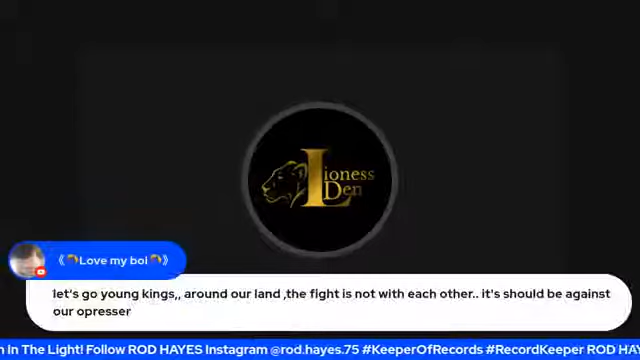 Lioness
Den
《🪂Love my boi🪂》
let's go young kings,, around our land ,the fight is not with each other.. it's should be against
our opresser
In The Light! Follow ROD HAYES Instagram @rod.hayes.75 #KeeperOfRecords #RecordKeeper ROD